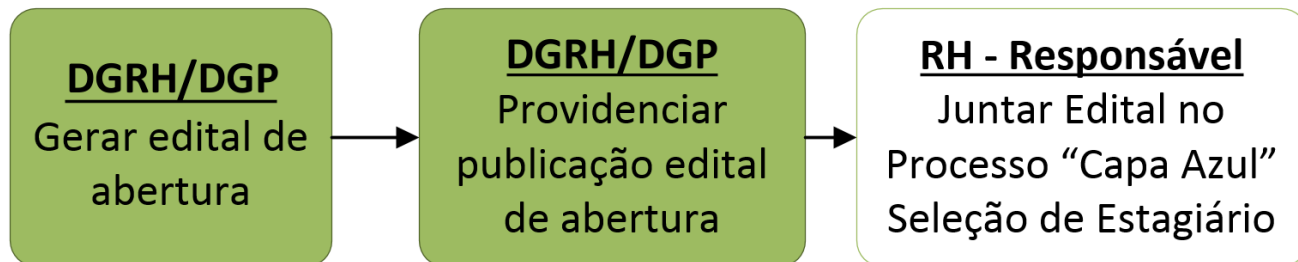 DGRH/DGP
Gerar edital de
abertura
DGRH/DGP
Providenciar
publicação edital
de abertura
RH - Responsável
Juntar Edital no
Processo “Capa Azul”
Seleção de Estagiário